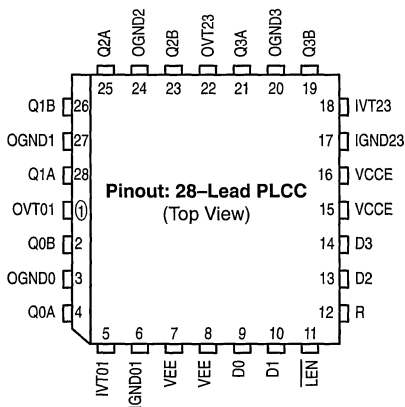 Q2A OGND2 Q2B OVT23 Q3A OGND3 Q3B
25 24 23 22 21 20 19
Q1B 26 18 IVT23
OGND1 27 17 IGND23
Q1A 28 16 VCCE
Pinout: 28–Lead PLCC
(Top View)
OVT01 1 15 VCCE
Q0B 2 14 D3
OGND0 3 13 D2
Q0A 4 12 R
5 6 7 8 9 10 11
IVT01 IGND01 VEE VEE D0 D1 LEN